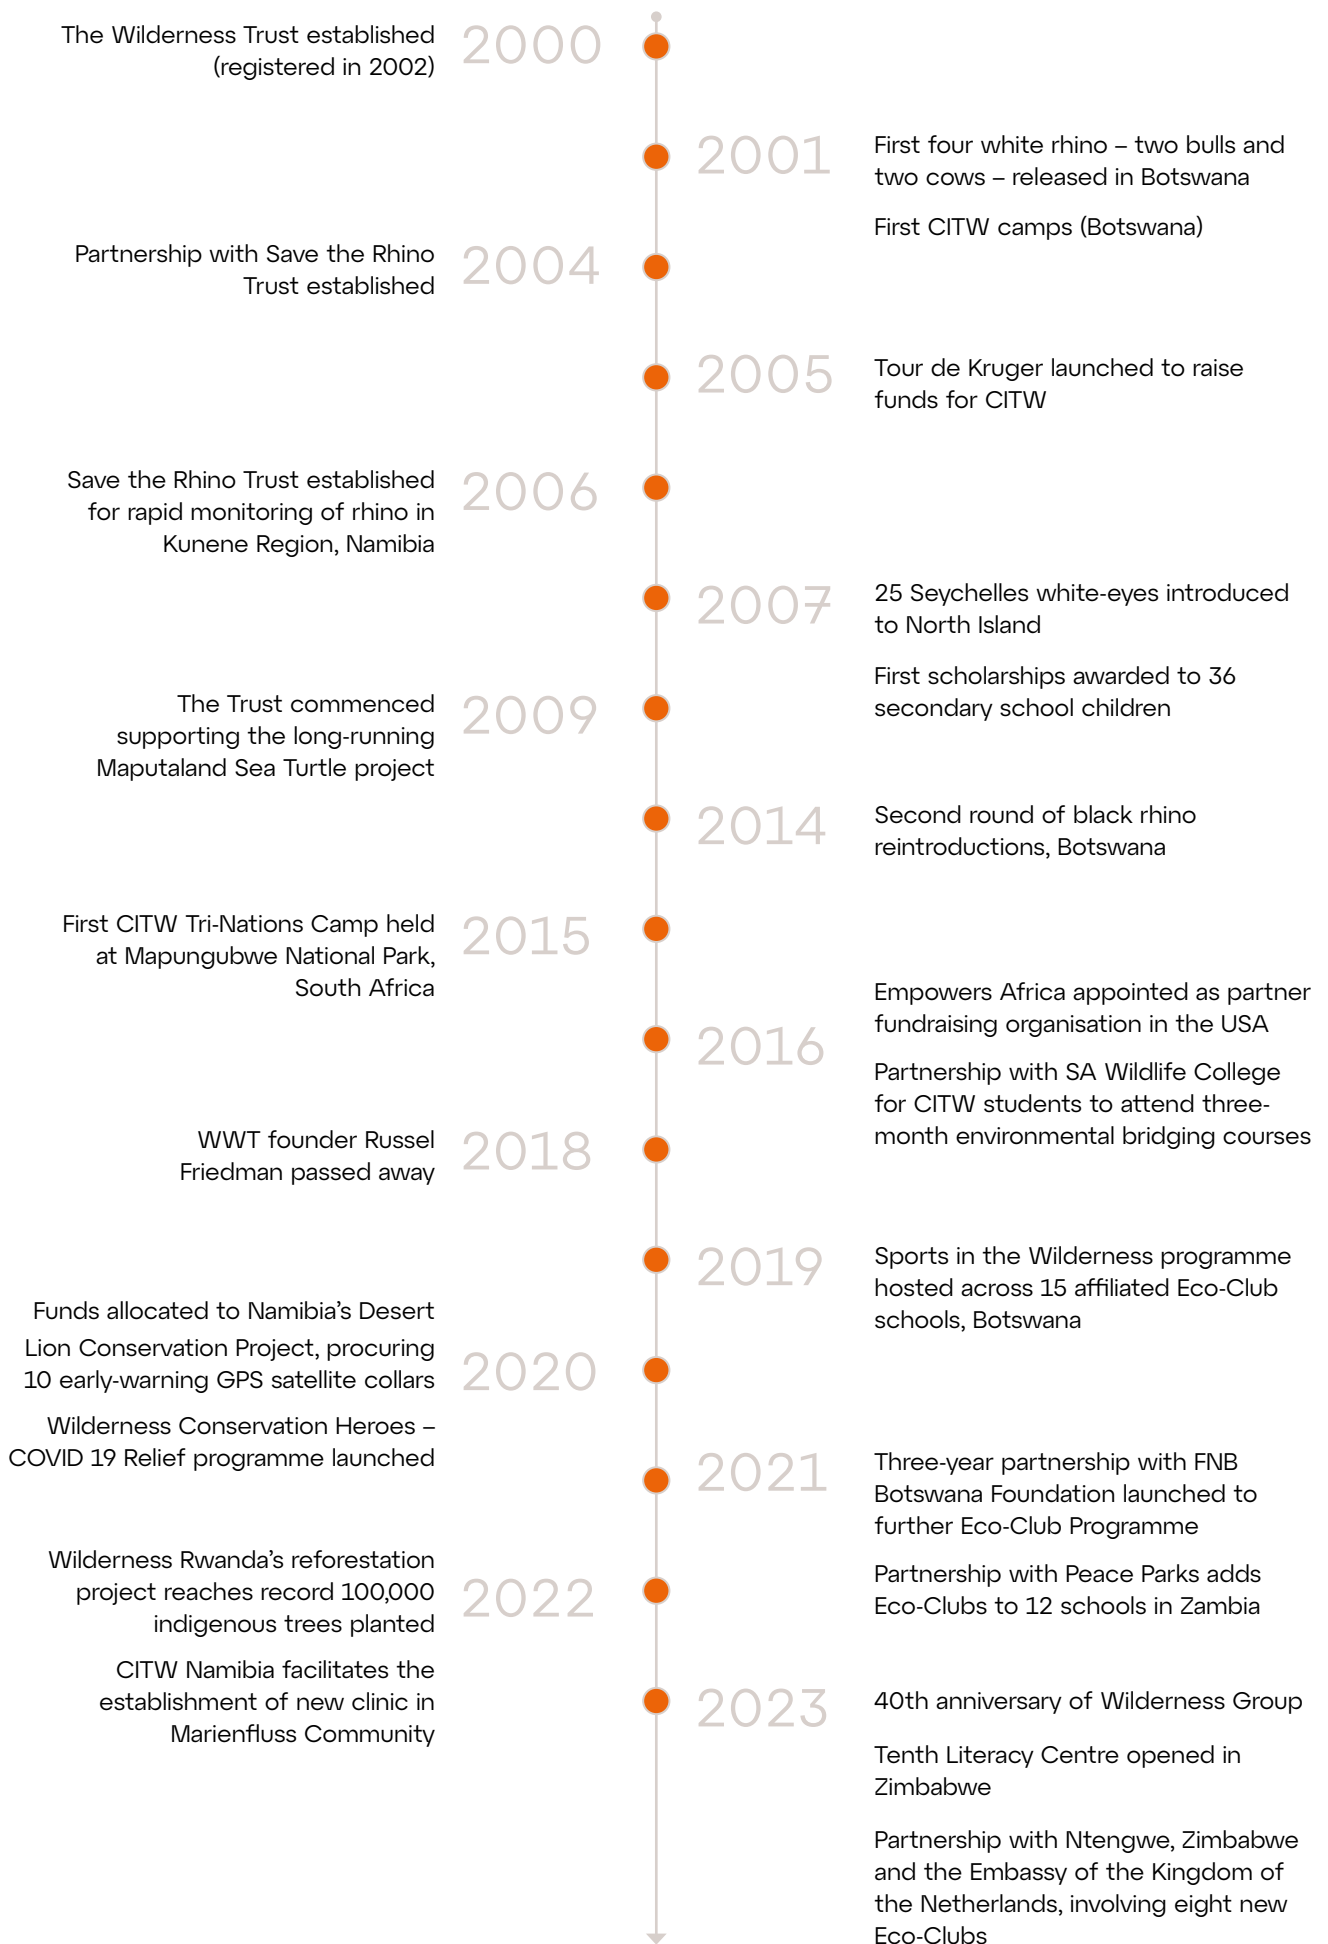 The Wilderness Trust established
(registered in 2002)
2000
2001
First four white rhino – two bulls and
two cows – released in Botswana
First CITW camps (Botswana)
Partnership with Save the Rhino
Trust established
2004
2005
Tour de Kruger launched to raise
funds for CITW
Save the Rhino Trust established
for rapid monitoring of rhino in
Kunene Region, Namibia
2006
2007
25 Seychelles white-eyes introduced
to North Island
First scholarships awarded to 36
secondary school children
The Trust commenced
supporting the long-running
Maputaland Sea Turtle project
2009
2014
Second round of black rhino
reintroductions, Botswana
First CITW Tri-Nations Camp held
at Mapungubwe National Park,
South Africa
2015
2016
Empowers Africa appointed as partner
fundraising organisation in the USA
Partnership with SA Wildlife College
for CITW students to attend three-
month environmental bridging courses
WWT founder Russel
Friedman passed away
2018
2019
Sports in the Wilderness programme
hosted across 15 affiliated Eco-Club
schools, Botswana
Funds allocated to Namibia’s Desert
Lion Conservation Project, procuring
10 early-warning GPS satellite collars
Wilderness Conservation Heroes –
COVID 19 Relief programme launched
2020
2021
Three-year partnership with FNB
Botswana Foundation launched to
further Eco-Club Programme
Partnership with Peace Parks adds
Eco-Clubs to 12 schools in Zambia
Wilderness Rwanda’s reforestation
project reaches record 100,000
indigenous trees planted
CITW Namibia facilitates the
establishment of new clinic in
Marienfluss Community
2022
2023
40th anniversary of Wilderness Group
Tenth Literacy Centre opened in
Zimbabwe
Partnership with Ntengwe, Zimbabwe
and the Embassy of the Kingdom of
the Netherlands, involving eight new
Eco-Clubs